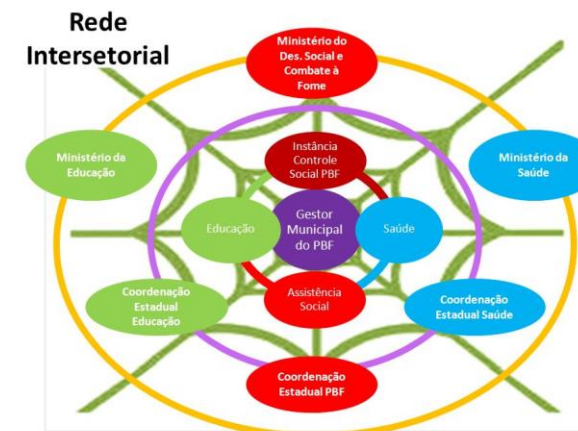 Rede
Intersetorial
Ministério do
Des. Social e
Combate à
Fome
Ministério da
Educação
Ministério da
Saúde
Instância
Controle
Social PBF
Educação
Gestor
Municipal
do PBF
Saúde
Assistência
Social
Coordenação
Estadual
Educação
Coordenação
Estadual Saúde
Coordenação
Estadual PBF